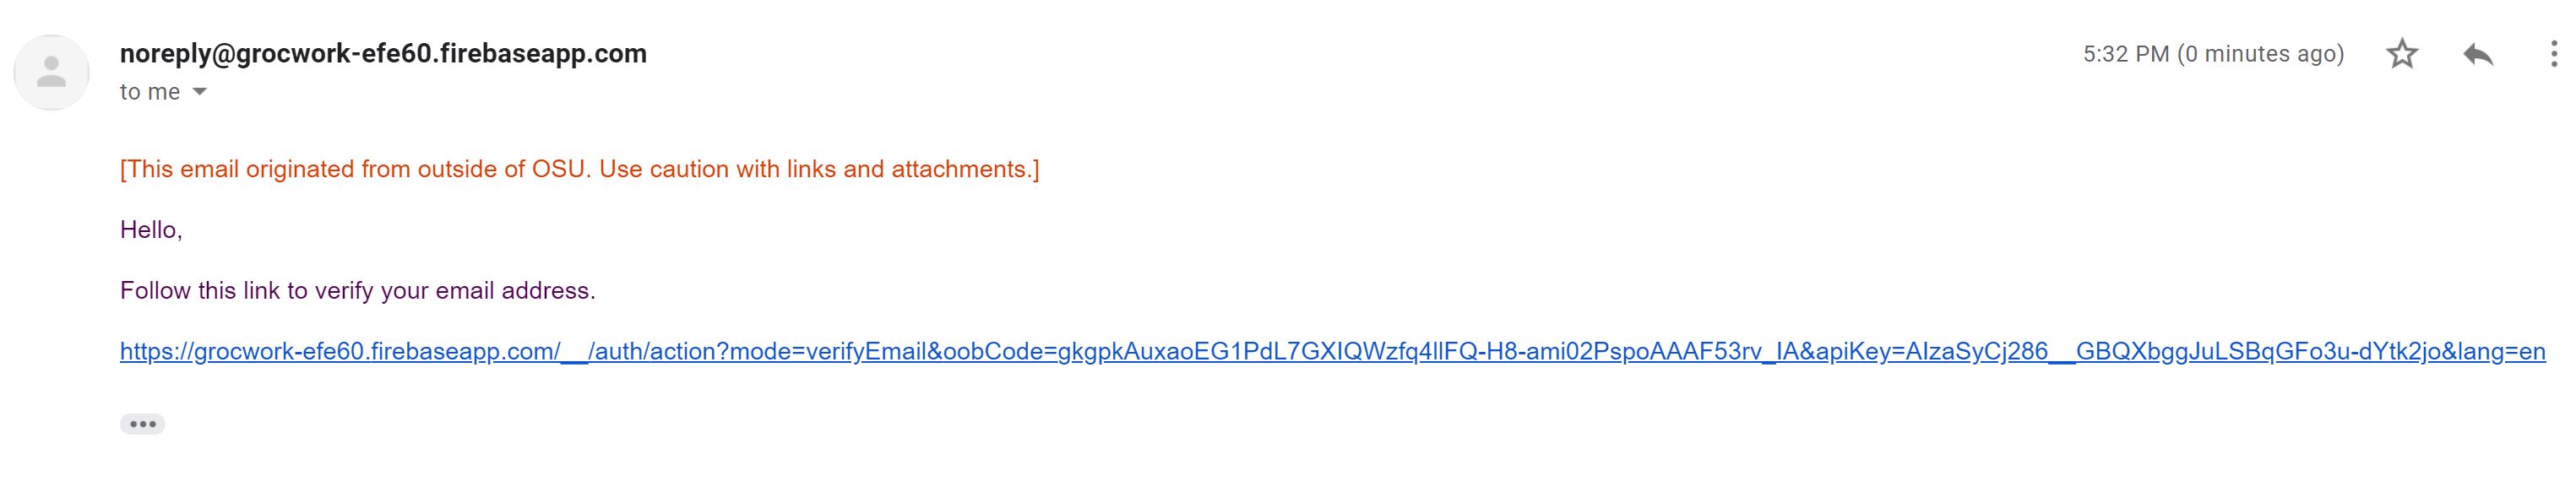 noreply@grocwork-efe60.firebaseapp.com
5:32 PM (0 minutes ago)
to me
[This email originated from outside of OSU. Use caution with links and attachments.]
Hello,
Follow this link to verify your email address.
https://grocwork-efe60.firebaseapp.com/__/auth/action?mode=verifyEmail&oobCode=gkgpkAuxaoEG1PdL7GXIQWzfq4llFQ-H8-ami02PspoAAAF53rv_IA&apiKey=AIzaSyCj286__GBQXbggJuLSBqGFo3u-dYtk2jo&lang=en